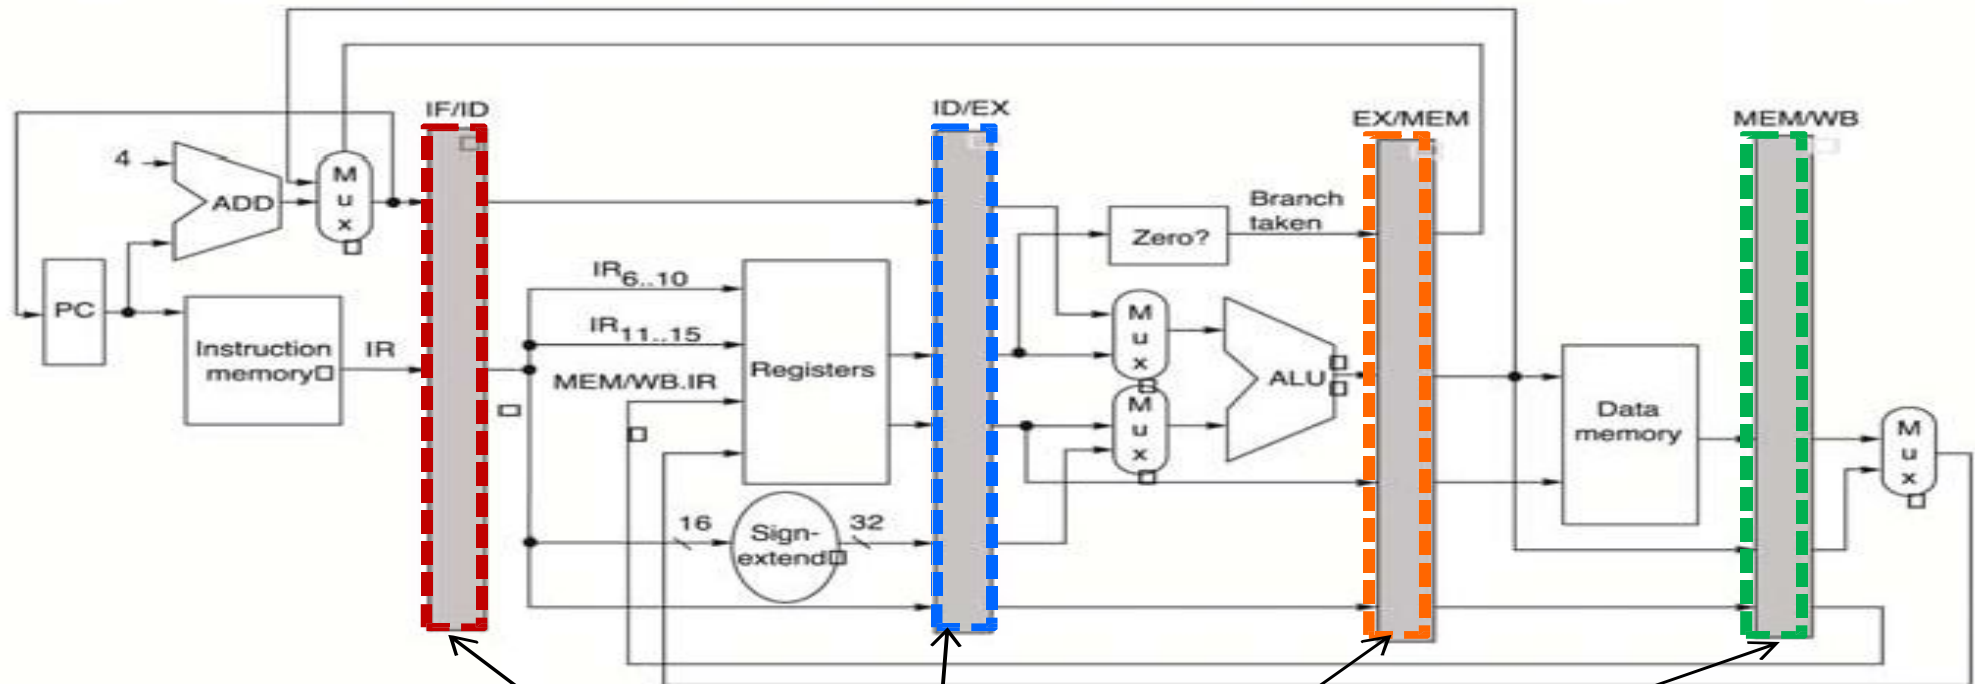 IF/ID
ID/EX
EX/MEM
MEM/WB
4
ADD
M
u
x
Branch
taken
Zero?
PC
IR6..10
IR11..15
M
u
x
Instruction
memory
IR
Registers
MEM/WB.IR
ALU
M
u
x
Data
memory
M
u
x
16
Sign-
extend
32